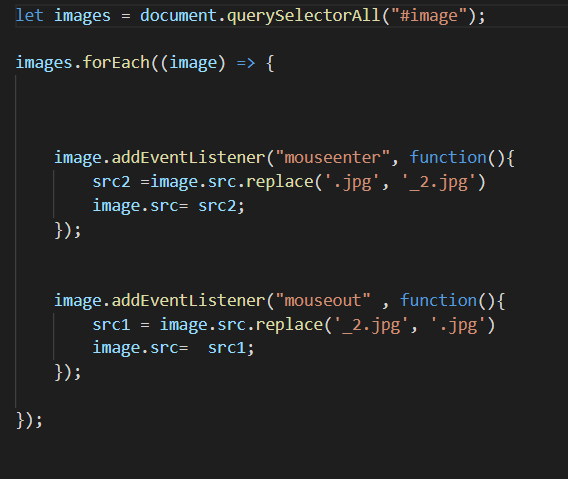 let images = document.querySelectorAll("#image");
images.forEach((image) => {
image.addEventListener("mouseenter", function(){
src2 =image.src.replace('.jpg', '_2.jpg')
image.src= src2;
});
image.addEventListener("mouseout" , function(){
src1 = image.src.replace('_2.jpg', '.jpg')
image.src=  src1;
});
});